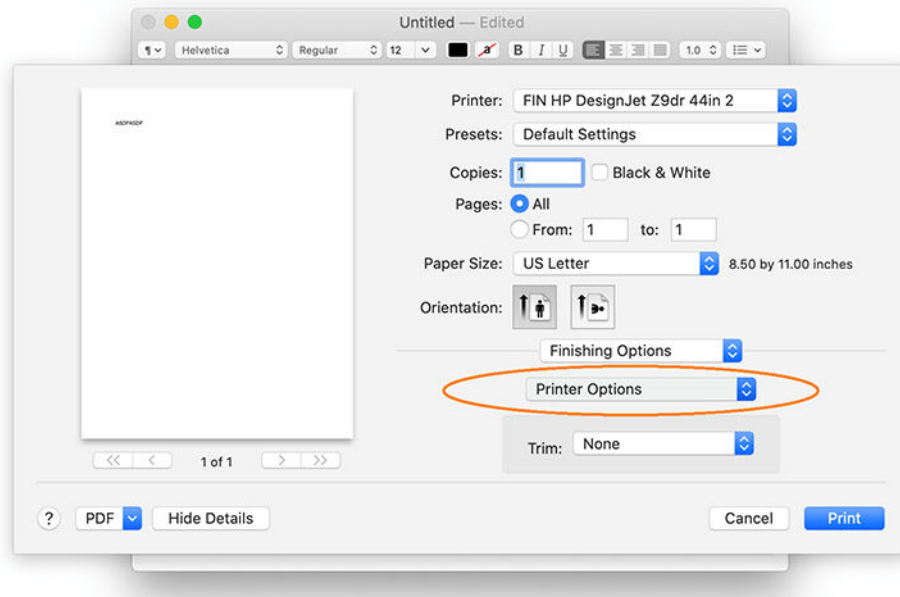 Untitled — Edited
¶ Helvetica Regular 12 a B I U 1.0
ASDFASDF
Printer: FIN HP DesignJet Z9dr 44in 2
Presets: Default Settings
Copies: 1 Black & White
Pages: All
From: 1 to: 1
Paper Size: US Letter 8.50 by 11.00 inches
Orientation:
Finishing Options
Printer Options
Trim: None
<< < 1 of 1 > >>
? PDF Hide Details Cancel Print